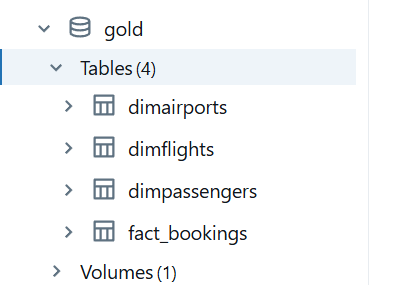 gold
Tables (4)
dimairports
dimflights
dimpassengers
fact_bookings
Volumes (1)